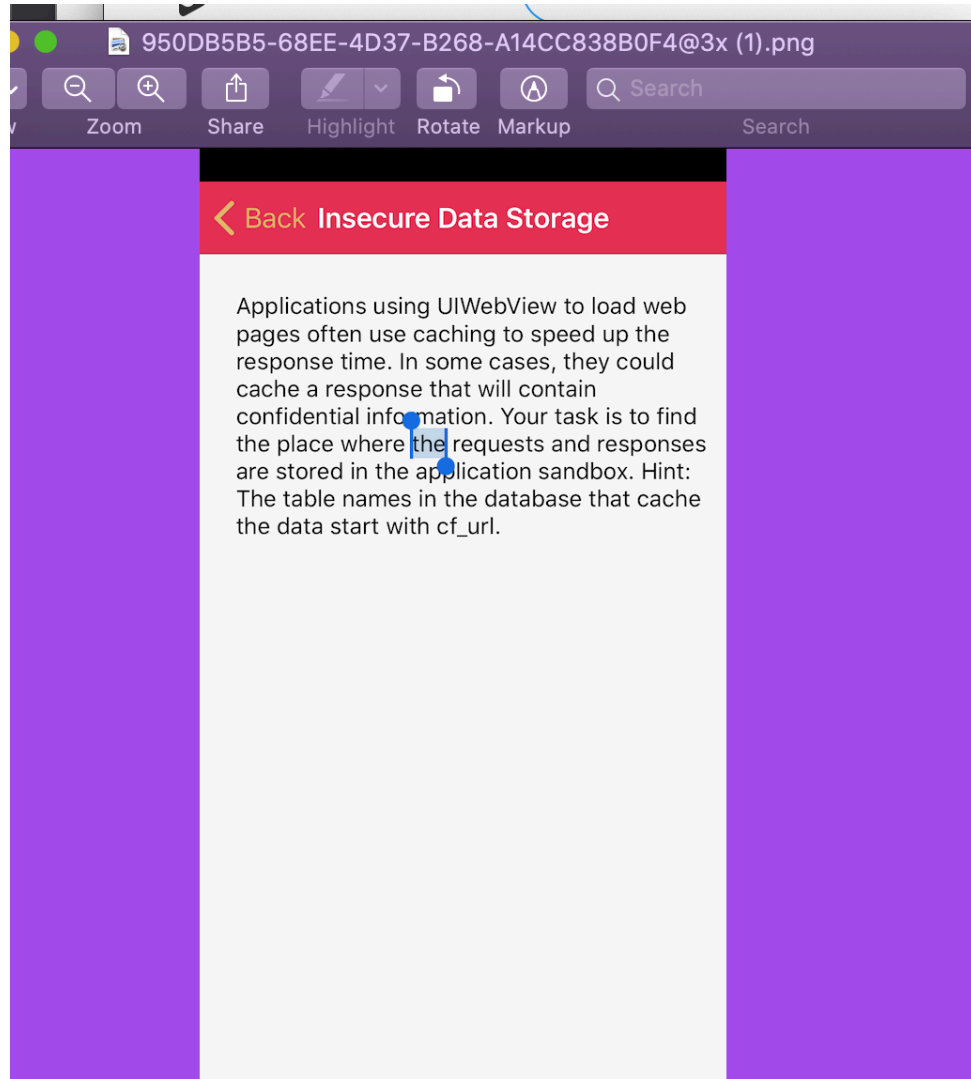 950DB5B5-68EE-4D37-B268-A14CC838B0F4@3x (1).png
Search
Zoom
Share
Highlight
Rotate
Markup
Search
Back Insecure Data Storage
Applications using UIWebView to load web
pages often use caching to speed up the
response time. In some cases, they could
cache a response that will contain
confidential information. Your task is to find
the place where the requests and responses
are stored in the application sandbox. Hint:
The table names in the database that cache
the data start with cf_url.